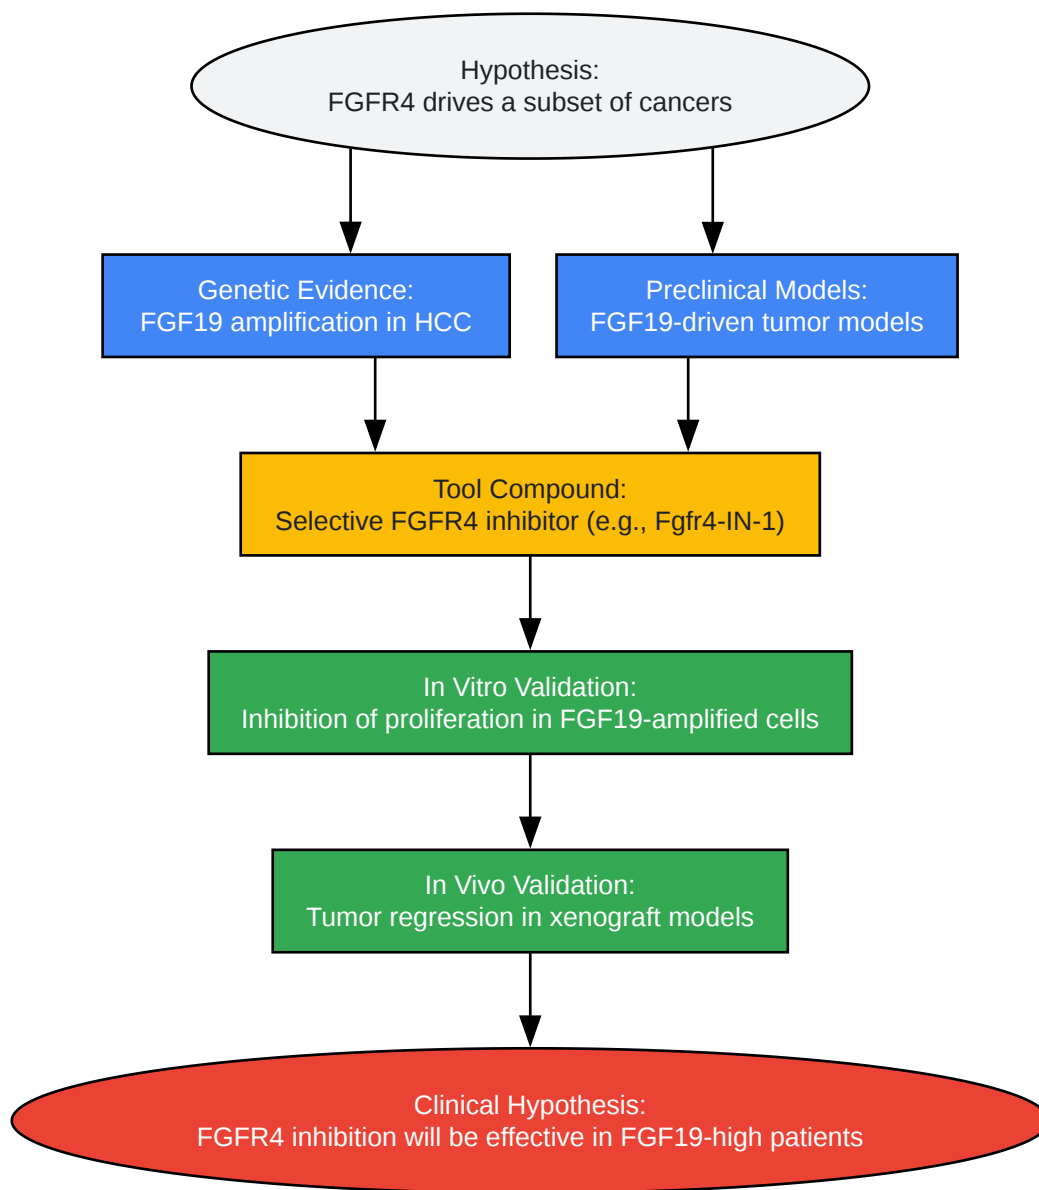 Hypothesis:
FGFR4 drives a subset of cancers
Genetic Evidence:
FGF19 amplification in HCC
Preclinical Models:
FGF19-driven tumor models
Tool Compound:
Selective FGFR4 inhibitor (e.g., Fgfr4-IN-1)
In Vitro Validation:
Inhibition of proliferation in FGF19-amplified cells
In Vivo Validation:
Tumor regression in xenograft models
Clinical Hypothesis:
FGFR4 inhibition will be effective in FGF19-high patients